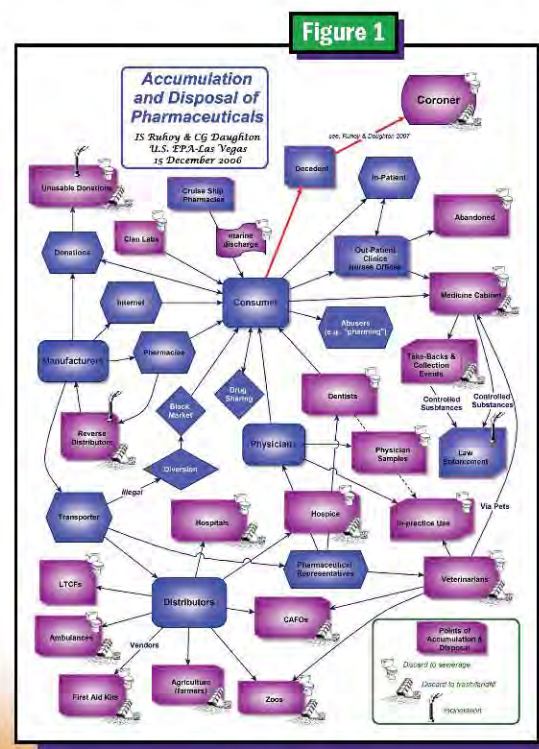 Figure 1
Accumulation
and Disposal of
Pharmaceuticals
IS Ruhoy & CG Daughton
U.S. EPA-Las Vegas
15 December 2006
Coroner
see, Ruhoy & Daughton 2007
Decedent
In-Patient
Unusable Donations
Cruise Ship
Pharmacies
Clan Labs
marine
discharge
Abandoned
Donations
Out-Patient
Clinic
Nurses Offices
Consumer
Medicine Cabinet
Internet
Abusers
(e.g., "pharming")
Manufacturers
Pharmacies
Take-Backs &
Collection
Events
Drug
Sharing
Dentists
Black
Market
Controlled
Substances
Controlled
Substances
Reverse
Distributors
Physicians
Physician
Samples
Law
Enforcement
Diversion
Illegal
Transporter
Hospitals
Hospice
In-practice Use
Via Pets
Pharmaceutical
Representatives
Veterinarians
LTCFs
Distributors
CAFOs
Ambulances
Vendors
Points of
Accumulation &
Disposal
Discard to sewerage
Discard to trash/landfill
Incineration
First Aid Kits
Agriculture
(farmers)
Zoos